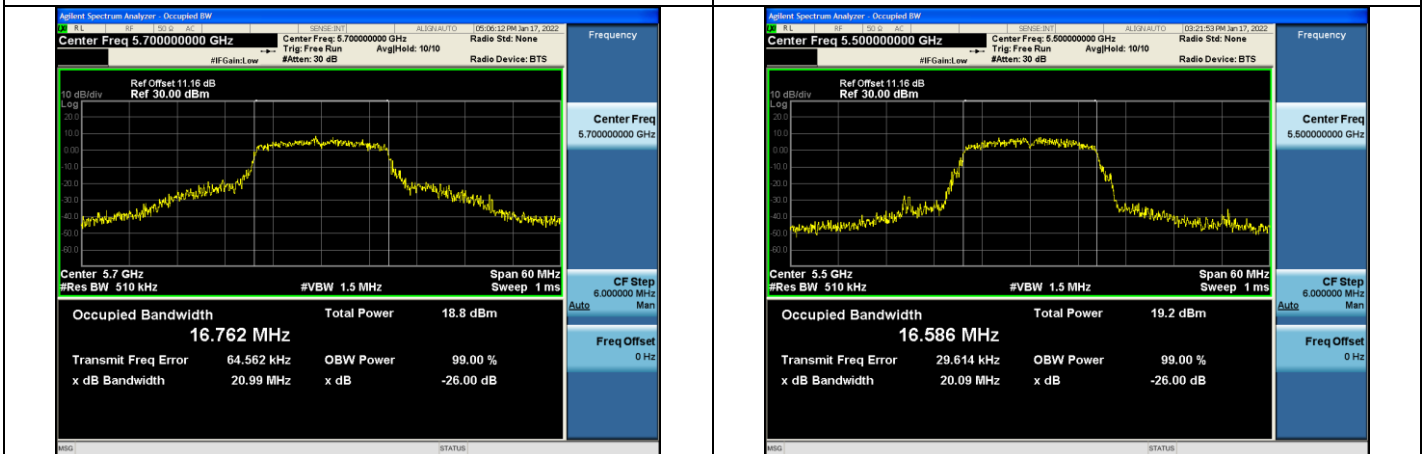 Agilent Spectrum Analyzer - Occupied BW
RL RF 50 Ω AC SENSE:INT ALIGNAUTO 05:06:12 PM Jan 17, 2022
Center Freq 5.700000000 GHz
Center Freq: 5.700000000 GHz
Radio Std: None
Trig: Free Run Avg|Hold: 10/10
#IFGain:Low #Atten: 30 dB Radio Device: BTS
Ref Offset 11.16 dB
10 dB/div Ref 30.00 dBm
Log
20.0
10.0
0.00
-10.0
-20.0
-30.0
-40.0
-50.0
-60.0
Center 5.7 GHz Span 60 MHz
#Res BW 510 kHz #VBW 1.5 MHz Sweep 1 ms
Occupied Bandwidth Total Power 18.8 dBm
16.762 MHz
Transmit Freq Error 64.562 kHz OBW Power 99.00 %
x dB Bandwidth 20.99 MHz x dB -26.00 dB
MSG STATUS
Frequency
Center Freq
5.700000000 GHz
CF Step
6.000000 MHz
Auto Man
Freq Offset
0 Hz
Agilent Spectrum Analyzer - Occupied BW
RL RF 50 Ω AC SENSE:INT ALIGNAUTO 03:21:53 PM Jan 17, 2022
Center Freq 5.500000000 GHz
Center Freq: 5.500000000 GHz
Radio Std: None
Trig: Free Run Avg|Hold: 10/10
#IFGain:Low #Atten: 30 dB Radio Device: BTS
Ref Offset 11.16 dB
10 dB/div Ref 30.00 dBm
Log
20.0
10.0
0.00
-10.0
-20.0
-30.0
-40.0
-50.0
-60.0
Center 5.5 GHz Span 60 MHz
#Res BW 510 kHz #VBW 1.5 MHz Sweep 1 ms
Occupied Bandwidth Total Power 19.2 dBm
16.586 MHz
Transmit Freq Error 29.614 kHz OBW Power 99.00 %
x dB Bandwidth 20.09 MHz x dB -26.00 dB
MSG STATUS
Frequency
Center Freq
5.500000000 GHz
CF Step
6.000000 MHz
Auto Man
Freq Offset
0 Hz